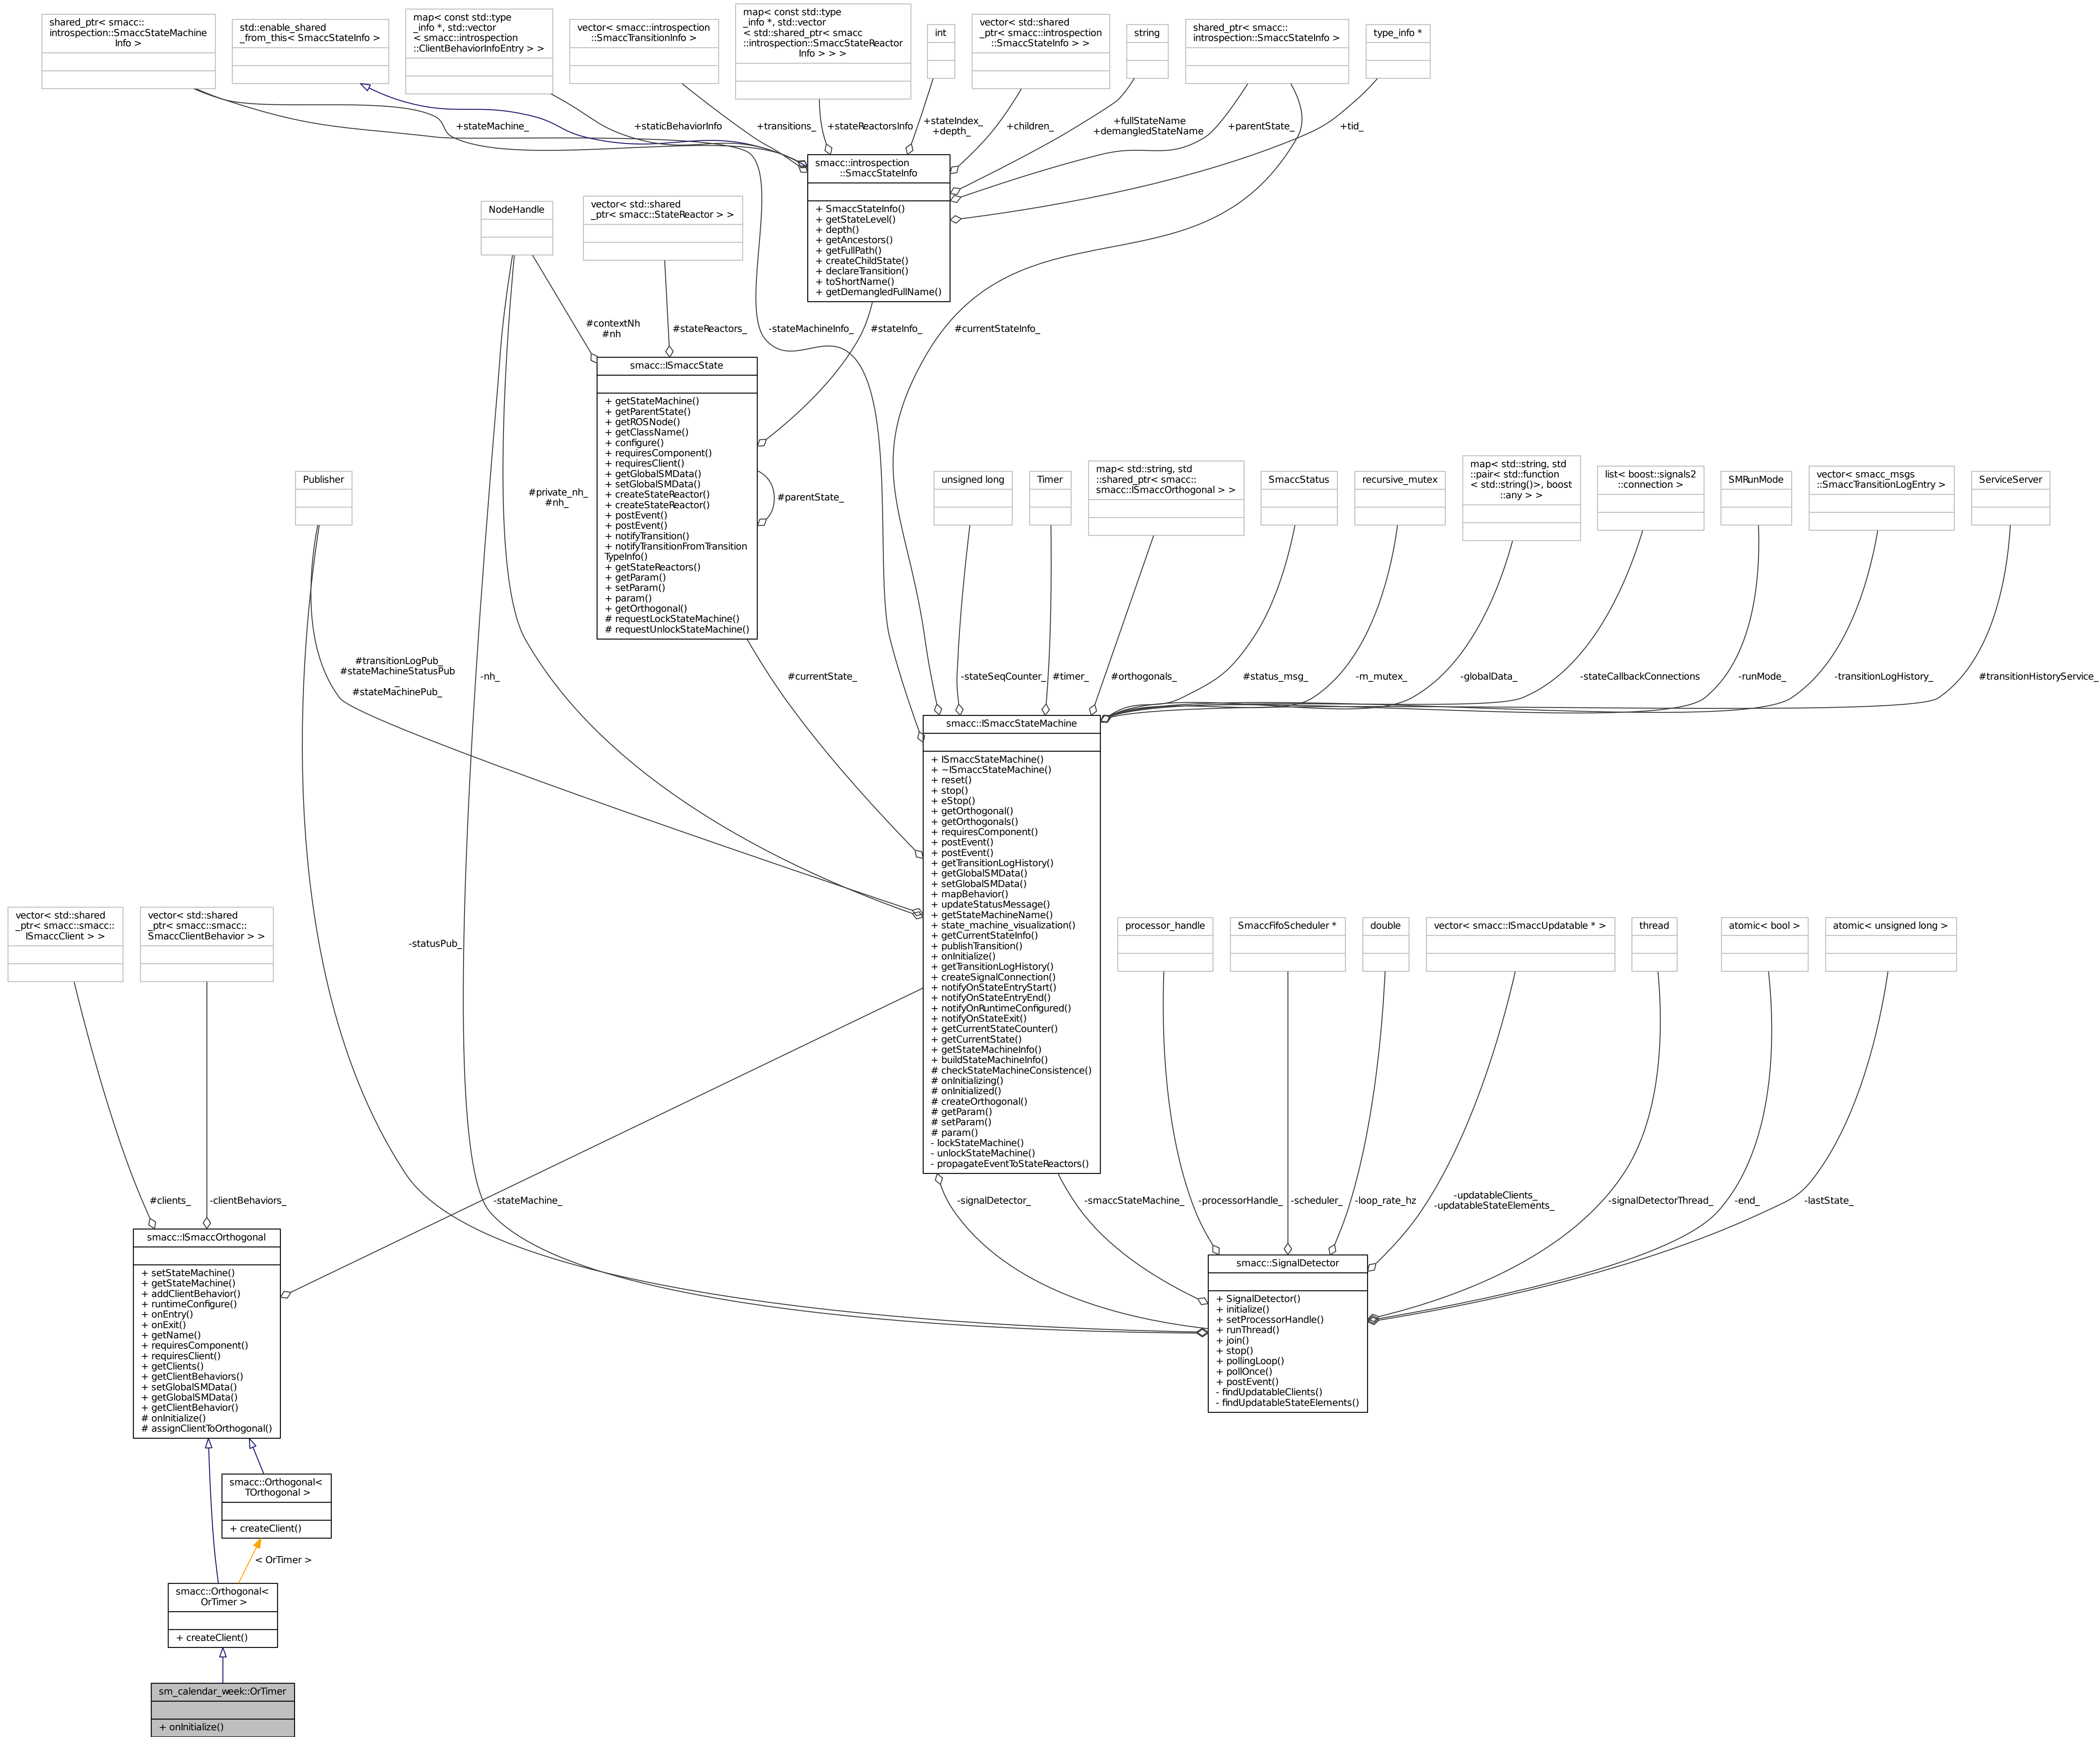 shared_ptr< smacc::
introspection::SmaccStateMachine
Info >
std::enable_shared
_from_this< SmaccStateInfo >
map< const std::type
_info *, std::vector
< smacc::introspection
::ClientBehaviorInfoEntry > >
vector< smacc::introspection
::SmaccTransitionInfo >
map< const std::type
_info *, std::vector
< std::shared_ptr< smacc
::introspection::SmaccStateReactor
Info > > >
int
vector< std::shared
_ptr< smacc::introspection
::SmaccStateInfo > >
string
shared_ptr< smacc::
introspection::SmaccStateInfo >
type_info *
+stateMachine_
+staticBehaviorInfo
+transitions_
+stateReactorsInfo
+stateIndex_
+depth_
+children_
+fullStateName
+demangledStateName
+parentState_
+tid_
smacc::introspection
::SmaccStateInfo
+ SmaccStateInfo()
+ getStateLevel()
+ depth()
+ getAncestors()
+ getFullPath()
+ createChildState()
+ declareTransition()
+ toShortName()
+ getDemangledFullName()
NodeHandle
vector< std::shared
_ptr< smacc::StateReactor > >
#contextNh
#nh
#stateReactors_
-stateMachineInfo_
#stateInfo_
#currentStateInfo_
smacc::ISmaccState
+ getStateMachine()
+ getParentState()
+ getROSNode()
+ getClassName()
+ configure()
+ requiresComponent()
+ requiresClient()
+ getGlobalSMData()
+ setGlobalSMData()
+ createStateReactor()
+ createStateReactor()
+ postEvent()
+ postEvent()
+ notifyTransition()
+ notifyTransitionFromTransition
TypeInfo()
+ getStateReactors()
+ getParam()
+ setParam()
+ param()
+ getOrthogonal()
# requestLockStateMachine()
# requestUnlockStateMachine()
#private_nh_
#nh_
#parentState_
Publisher
unsigned long
Timer
map< std::string, std
::shared_ptr< smacc::
smacc::ISmaccOrthogonal > >
SmaccStatus
recursive_mutex
map< std::string, std
::pair< std::function
< std::string()>, boost
::any > >
list< boost::signals2
::connection >
SMRunMode
vector< smacc_msgs
::SmaccTransitionLogEntry >
ServiceServer
#transitionLogPub_
#stateMachineStatusPub
_
#stateMachinePub_
-nh_
#currentState_
-stateSeqCounter_
#timer_
#orthogonals_
#status_msg_
-m_mutex_
-globalData_
-stateCallbackConnections
-runMode_
-transitionLogHistory_
#transitionHistoryService_
smacc::ISmaccStateMachine
+ ISmaccStateMachine()
+ ~ISmaccStateMachine()
+ reset()
+ stop()
+ eStop()
+ getOrthogonal()
+ getOrthogonals()
+ requiresComponent()
+ postEvent()
+ postEvent()
+ getTransitionLogHistory()
+ getGlobalSMData()
+ setGlobalSMData()
+ mapBehavior()
+ updateStatusMessage()
+ getStateMachineName()
+ state_machine_visualization()
+ getCurrentStateInfo()
+ publishTransition()
+ onInitialize()
+ getTransitionLogHistory()
+ createSignalConnection()
+ notifyOnStateEntryStart()
+ notifyOnStateEntryEnd()
+ notifyOnRuntimeConfigured()
+ notifyOnStateExit()
+ getCurrentStateCounter()
+ getCurrentState()
+ getStateMachineInfo()
+ buildStateMachineInfo()
# checkStateMachineConsistence()
# onInitializing()
# onInitialized()
# createOrthogonal()
# getParam()
# setParam()
# param()
- lockStateMachine()
- unlockStateMachine()
- propagateEventToStateReactors()
vector< std::shared
_ptr< smacc::smacc::
ISmaccClient > >
vector< std::shared
_ptr< smacc::smacc::
SmaccClientBehavior > >
-statusPub_
processor_handle
SmaccFifoScheduler *
double
vector< smacc::ISmaccUpdatable * >
thread
atomic< bool >
atomic< unsigned long >
#clients_
-clientBehaviors_
-stateMachine_
-signalDetector_
-smaccStateMachine_
-processorHandle_
-scheduler_
-loop_rate_hz
-updatableClients_
-updatableStateElements_
-signalDetectorThread_
-end_
-lastState_
smacc::ISmaccOrthogonal
+ setStateMachine()
+ getStateMachine()
+ addClientBehavior()
+ runtimeConfigure()
+ onEntry()
+ onExit()
+ getName()
+ requiresComponent()
+ requiresClient()
+ getClients()
+ getClientBehaviors()
+ setGlobalSMData()
+ getGlobalSMData()
+ getClientBehavior()
# onInitialize()
# assignClientToOrthogonal()
smacc::SignalDetector
+ SignalDetector()
+ initialize()
+ setProcessorHandle()
+ runThread()
+ join()
+ stop()
+ pollingLoop()
+ pollOnce()
+ postEvent()
- findUpdatableClients()
- findUpdatableStateElements()
smacc::Orthogonal<
TOrthogonal >
+ createClient()
< OrTimer >
smacc::Orthogonal<
OrTimer >
+ createClient()
sm_calendar_week::OrTimer
+ onInitialize()